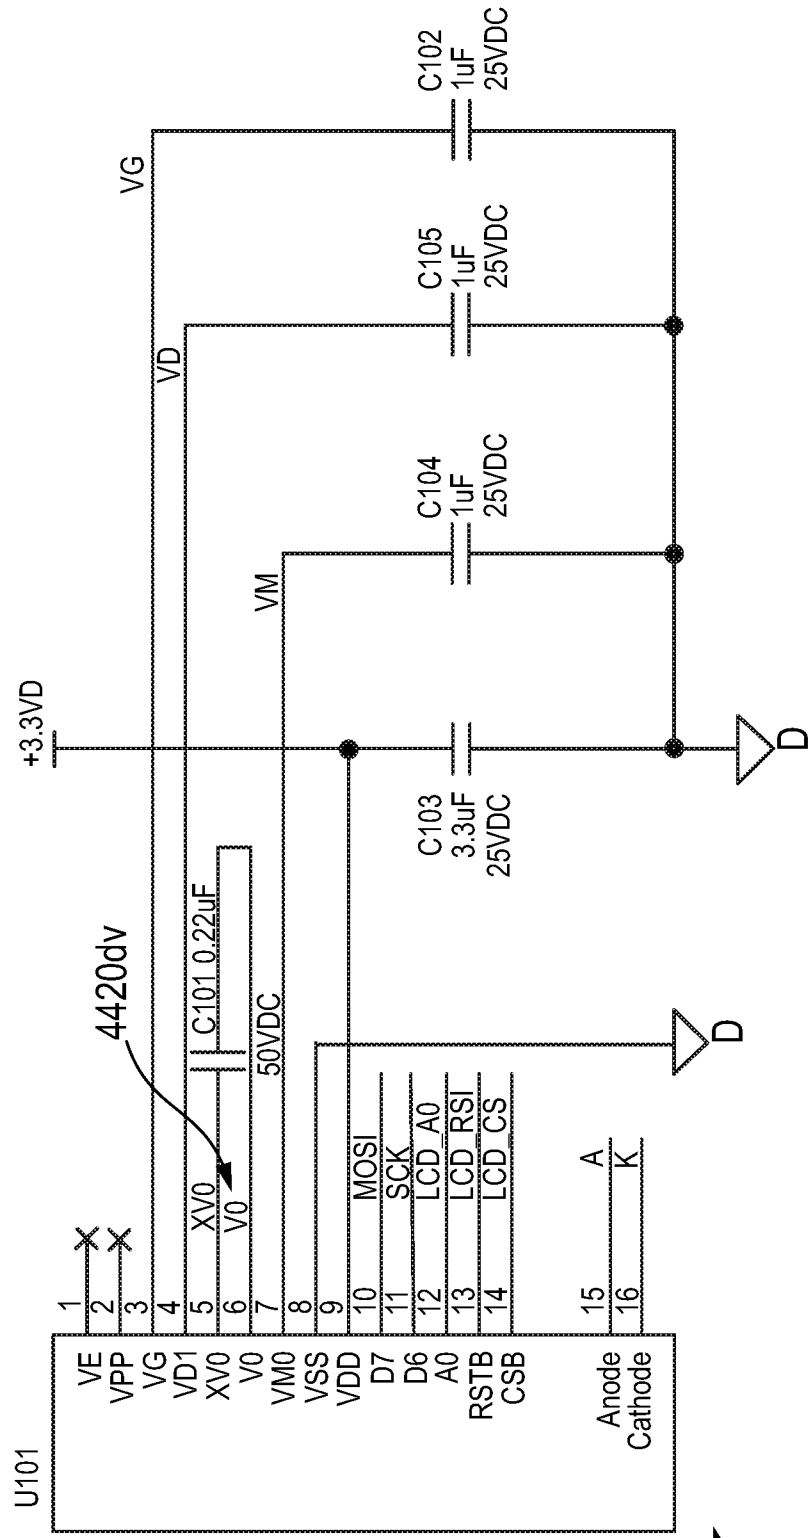 U101
VE 1
VPP 2
VG 3
VD1 4
XV0 5 XV0
V0 6 V0
VM0 7
VSS 8
VDD 9
D7 10 MOSI
D6 11 SCK
A0 12 LCD_A0
RSTB 13 LCD_RSI
CSB 14 LCD_CS
Anode 15 A
Cathode 16 K
4420dv
C101 0.22uF
50VDC
+3.3VD
VM
VD
VG
C103
3.3uF
25VDC
C104
1uF
25VDC
C105
1uF
25VDC
C102
1uF
25VDC
D
D